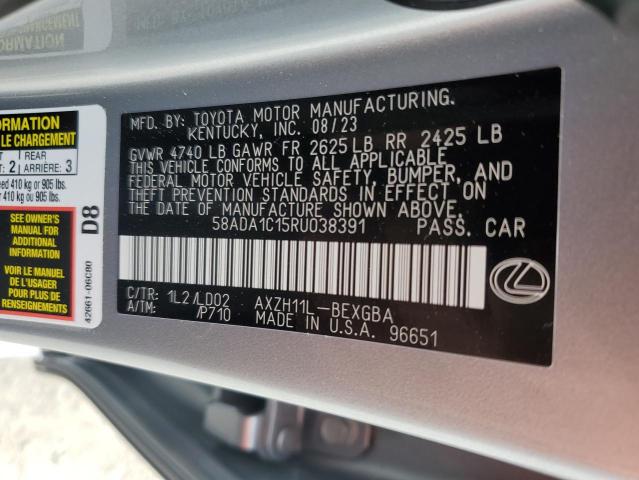 ORMATION
LE CHARGEMENT
T: 2
REAR
ARRIÈRE: 3
eed 410 kg or 905 lbs.
r 410 kg ou 905 lbs.
SEE OWNER'S
MANUAL FOR
ADDITIONAL
INFORMATION
VOIR LE MANUEL
DE L'USAGER
POUR PLUS DE
RENSEIGNEMENTS
D8
42661-06C80
MFD. BY: TOYOTA MOTOR MANUFACTURING.
KENTUCKY, INC. 08/23
GVWR 4740 LB GAWR FR 2625 LB RR 2425 LB
THIS VEHICLE CONFORMS TO ALL APPLICABLE
FEDERAL MOTOR VEHICLE SAFETY, BUMPER, AND
THEFT PREVENTION STANDARDS IN EFFECT ON
THE DATE OF MANUFACTURE SHOWN ABOVE.
58ADA1C15RU038391 PASS. CAR
C/TR: 1L2 /LD02 AXZH11L-BEXGBA
A/TM: /P710 MADE IN U.S.A. 96651